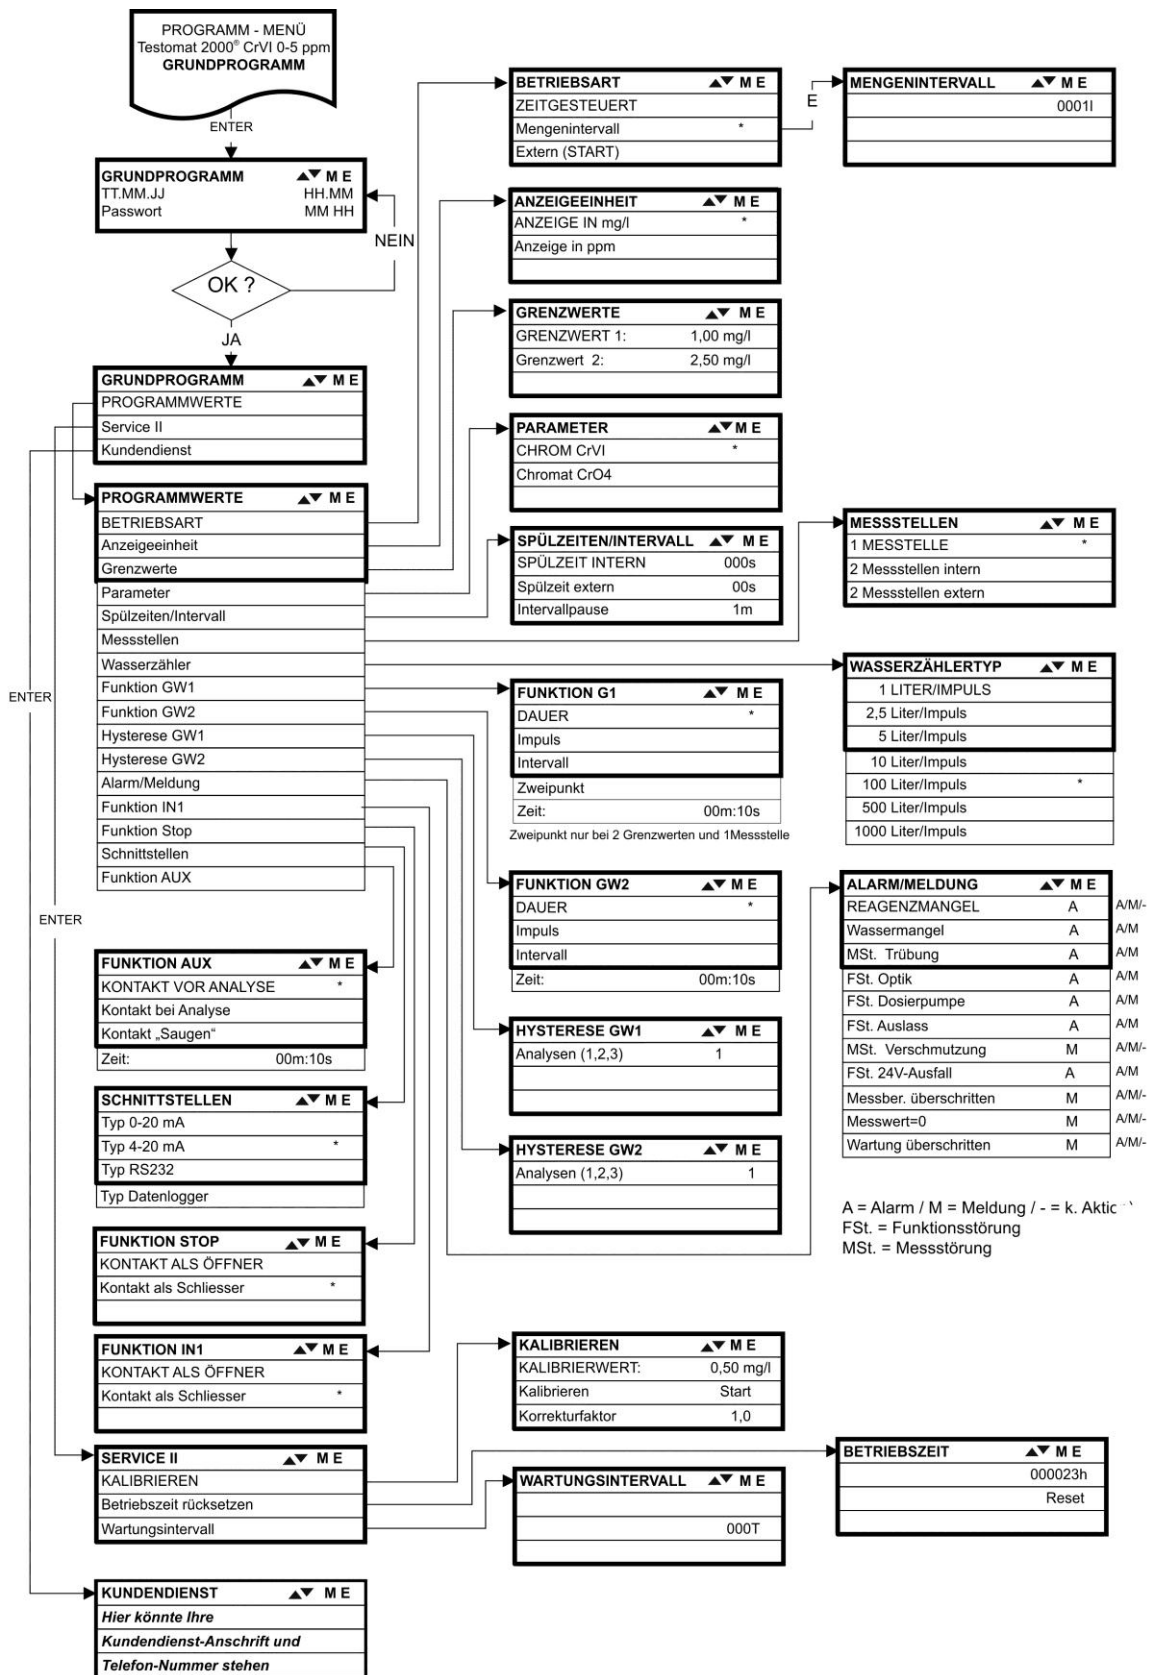 PROGRAMM - MENÜ
Testomat 2000® CrVI 0-5 ppm
GRUNDPROGRAMM
ENTER
GRUNDPROGRAMM ▲▼ M E
TT.MM.JJ HH.MM
Passwort MM HH
NEIN
OK ?
JA
GRUNDPROGRAMM ▲▼ M E
PROGRAMMWERTE
Service II
Kundendienst
PROGRAMMWERTE ▲▼ M E
BETRIEBSART
Anzeigeeinheit
Grenzwerte
Parameter
Spülzeiten/Intervall
Messstellen
Wasserzähler
Funktion GW1
Funktion GW2
Hysterese GW1
Hysterese GW2
Alarm/Meldung
Funktion IN1
Funktion Stop
Schnittstellen
Funktion AUX
ENTER
ENTER
FUNKTION AUX ▲▼ M E
KONTAKT VOR ANALYSE *
Kontakt bei Analyse
Kontakt „Saugen“
Zeit: 00m:10s
SCHNITTSTELLEN ▲▼ M E
Typ 0-20 mA
Typ 4-20 mA *
Typ RS232
Typ Datenlogger
FUNKTION STOP ▲▼ M E
KONTAKT ALS ÖFFNER
Kontakt als Schliesser *
FUNKTION IN1 ▲▼ M E
KONTAKT ALS ÖFFNER
Kontakt als Schliesser *
SERVICE II ▲▼ M E
KALIBRIEREN
Betriebszeit rücksetzen
Wartungsintervall
KUNDENDIENST ▲▼ M E
Hier könnte Ihre
Kundendienst-Anschrift und
Telefon-Nummer stehen
BETRIEBSART ▲▼ M E
ZEITGESTEUERT
Mengenintervall *
Extern (START)
E
MENGENINTERVALL ▲▼ M E
0001l
ANZEIGEEINHEIT ▲▼ M E
ANZEIGE IN mg/l *
Anzeige in ppm
GRENZWERTE ▲▼ M E
GRENZWERT 1: 1,00 mg/l
Grenzwert 2: 2,50 mg/l
PARAMETER ▲▼ M E
CHROM CrVI *
Chromat CrO4
SPÜLZEITEN/INTERVALL ▲▼ M E
SPÜLZEIT INTERN 000s
Spülzeit extern 00s
Intervallpause 1m
MESSSTELLEN ▲▼ M E
1 MESSTELLE *
2 Messstellen intern
2 Messstellen extern
WASSERZÄHLERTYP ▲▼ M E
1 LITER/IMPULS
2,5 Liter/Impuls
5 Liter/Impuls
10 Liter/Impuls
100 Liter/Impuls *
500 Liter/Impuls
1000 Liter/Impuls
FUNKTION G1 ▲▼ M E
DAUER *
Impuls
Intervall
Zweipunkt
Zeit: 00m:10s
Zweipunkt nur bei 2 Grenzwerten und 1Messstelle
FUNKTION GW2 ▲▼ M E
DAUER *
Impuls
Intervall
Zeit: 00m:10s
HYSTERESE GW1 ▲▼ M E
Analysen (1,2,3) 1
HYSTERESE GW2 ▲▼ M E
Analysen (1,2,3) 1
ALARM/MELDUNG ▲▼ M E
REAGENZMANGEL A A/M/-
Wassermangel A A/M
MSt. Trübung A A/M
FSt. Optik A A/M
FSt. Dosierpumpe A A/M
FSt. Auslass A A/M
MSt. Verschmutzung M A/M/-
FSt. 24V-Ausfall A A/M
Messber. überschritten M A/M/-
Messwert=0 M A/M/-
Wartung überschritten M A/M/-
A = Alarm / M = Meldung / - = k.
FSt. = Funktionsstörung
MSt. = Messstörung
KALIBRIEREN ▲▼ M E
KALIBRIERWERT: 0,50 mg/l
Kalibrieren Start
Korrekturfaktor 1,0
WARTUNGSINTERVALL ▲▼ M E
000T
BETRIEBSZEIT ▲▼ M E
000023h
Reset